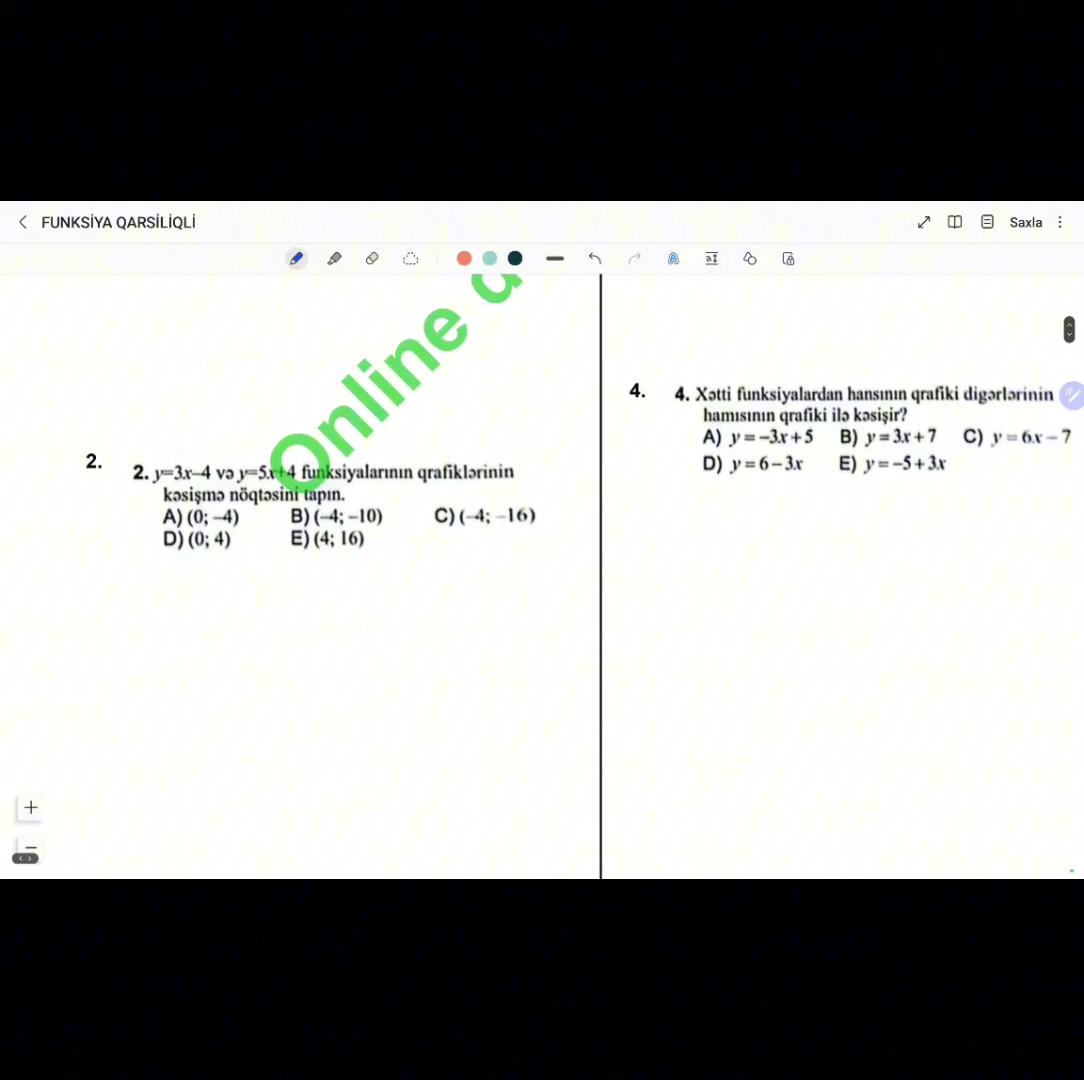 FUNKSİYA QARSİLİQLİ
Saxla
Online
2.
2. y=3x–4 və y=5x+4 funksiyalarının qrafiklərinin
kəsişmə nöqtəsini tapın.
A) (0; –4) B) (–4; –10) C) (–4; –16)
D) (0; 4) E) (4; 16)
4.
4. Xətti funksiyalardan hansının qrafiki digərlərinin
hamısının qrafiki ilə kəsişir?
A) y = –3x + 5 B) y = 3x + 7 C) y = 6x – 7
D) y = 6 – 3x E) y = –5 + 3x